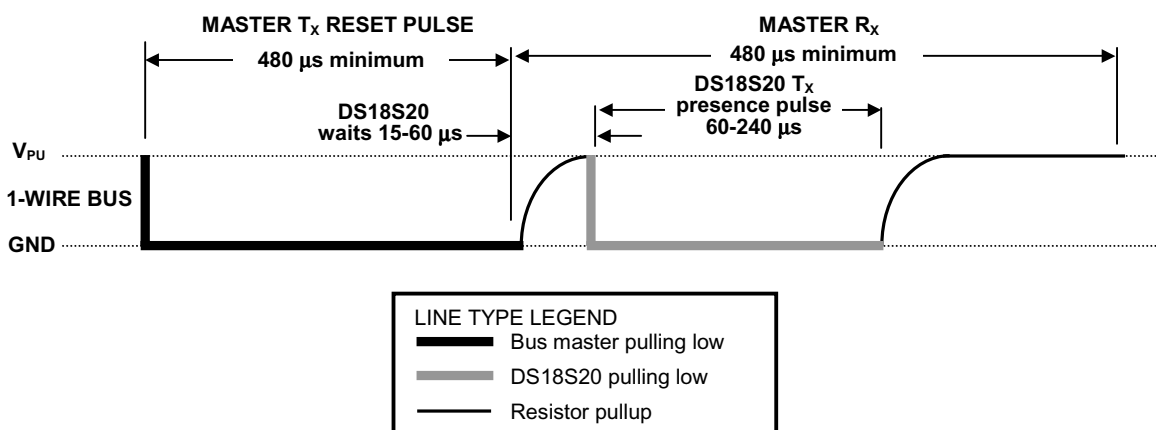 MASTER TX RESET PULSE
MASTER RX
480 µs minimum
480 µs minimum
DS18S20 TX
presence pulse
60-240 µs
DS18S20
waits 15-60 µs
VPU
1-WIRE BUS
GND
LINE TYPE LEGEND
Bus master pulling low
DS18S20 pulling low
Resistor pullup